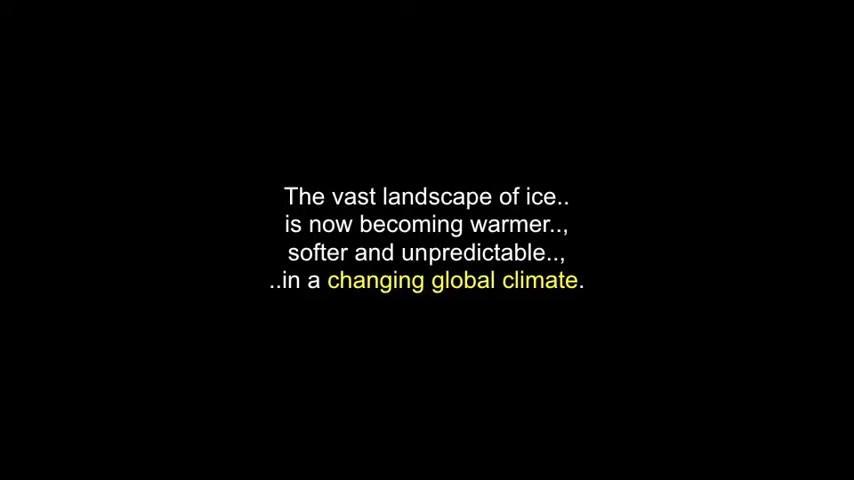 The vast landscape of ice..
is now becoming warmer..,
softer and unpredictable..,
..in a changing global climate.